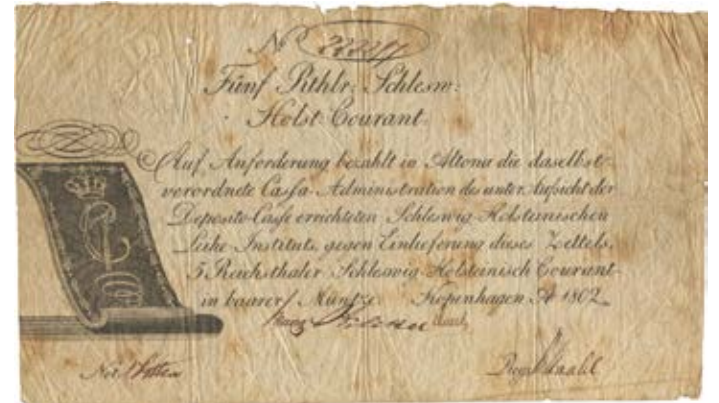 No
Fünf Rthlr: Schlesw:
Holst Courant.
Auf Anforderung bezahlt in Altona die daselbst
verordnete Cassa-Administration des unter Aufsicht der
Deposito-Casse errichteten Schleswig-Holsteinischen
Leihe-Instituts, gegen Einlieferung dieses Zettels,
5 Reichsthaler Schleswig-Holsteinisch Courant
in baarer Müntze. Kopenhagen Ao 1802